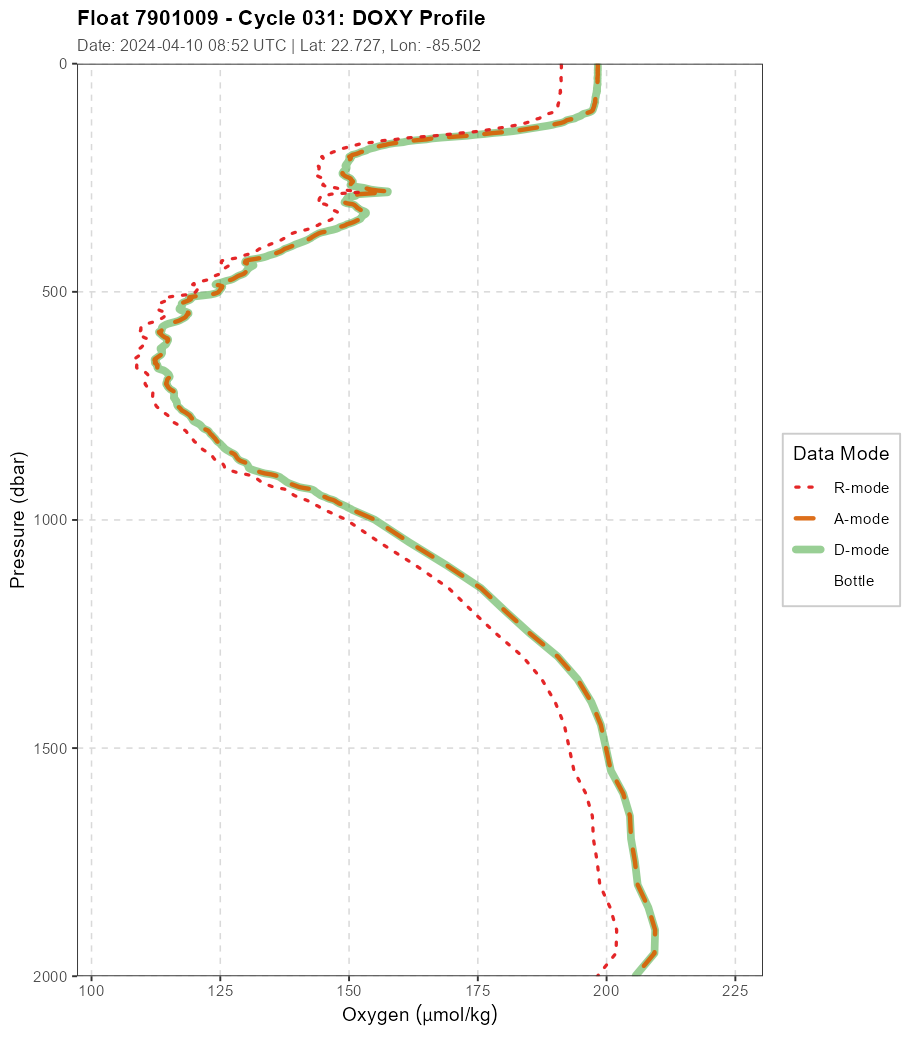 Float 7901009 - Cycle 031: DOXY Profile
Date: 2024-04-10 08:52 UTC | Lat: 22.727, Lon: -85.502
0
500
1000
1500
2000
Pressure (dbar)
100
125
150
175
200
225
Oxygen (μmol/kg)
Data Mode
R-mode
A-mode
D-mode
Bottle